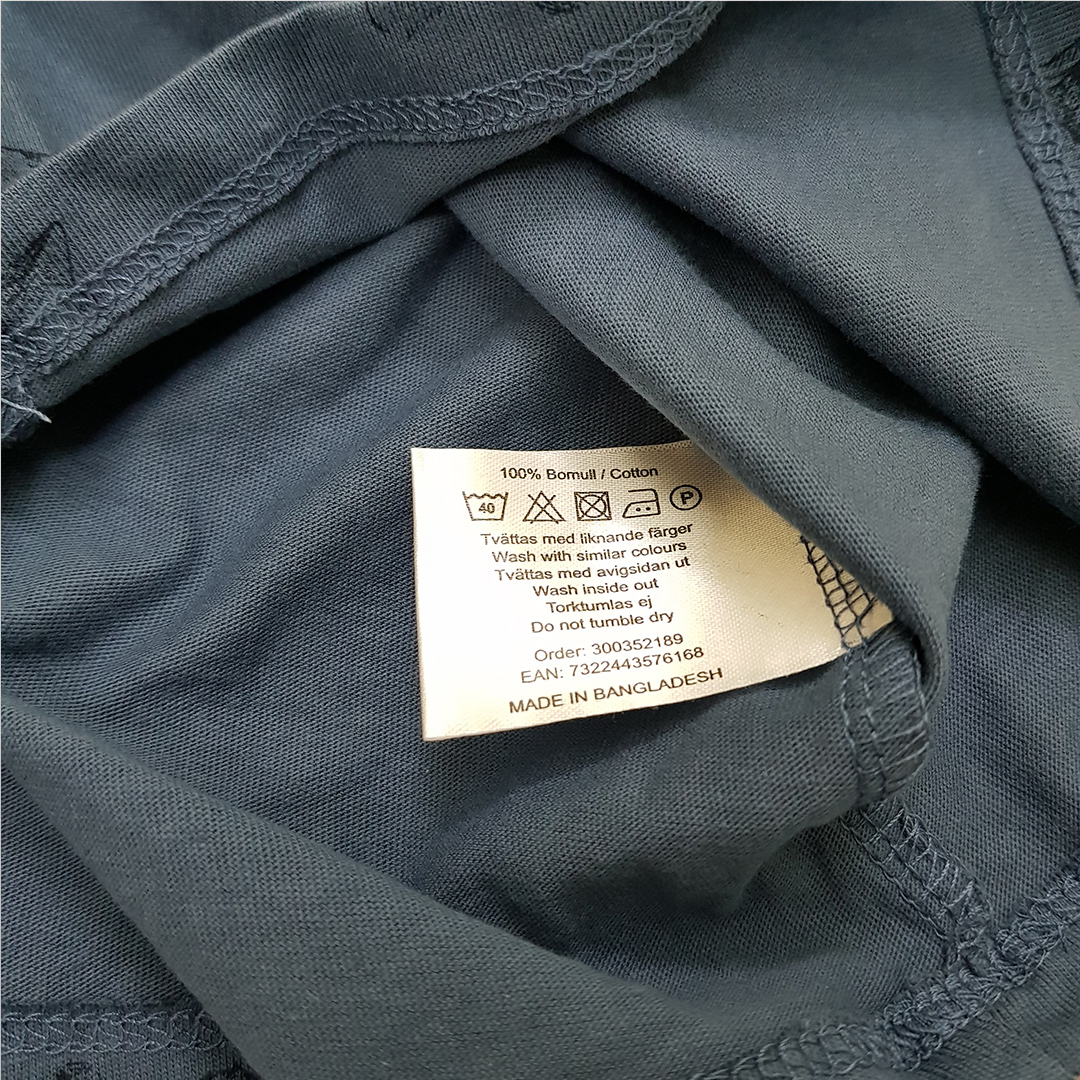 100% Bomull / Cotton
40 P
Tvättas med liknande färger
Wash with similar colours
Tvättas med avigsidan ut
Wash inside out
Torktumlas ej
Do not tumble dry
Order: 300352189
EAN: 7322443576168
MADE IN BANGLADESH